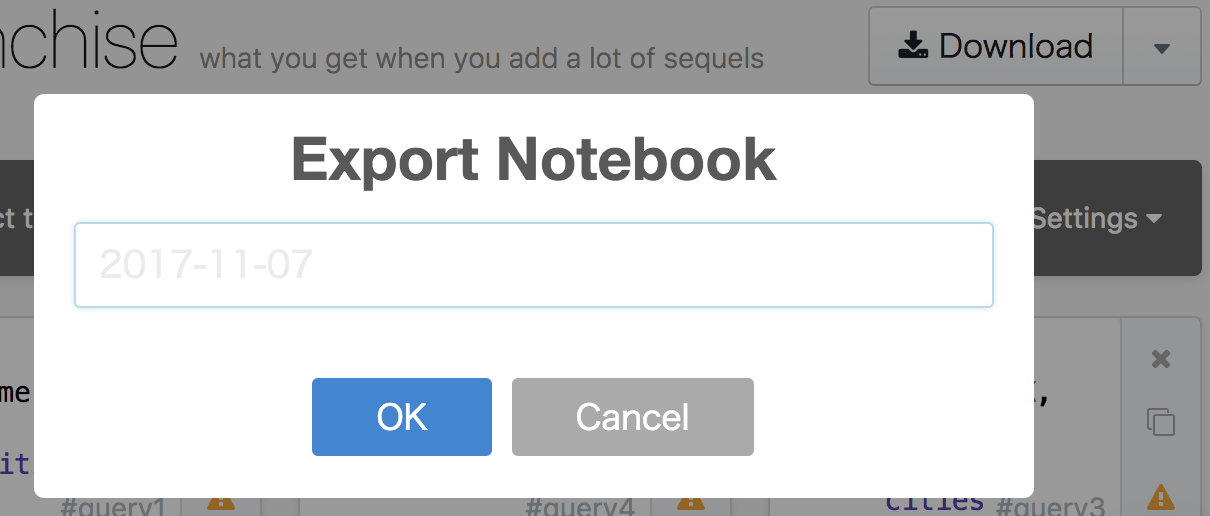 nchise what you get when you add a lot of sequels
Download
Export Notebook
ct t
Settings
2017-11-07
me
,
it
OK
Cancel
#query1
#query4
cities #query3